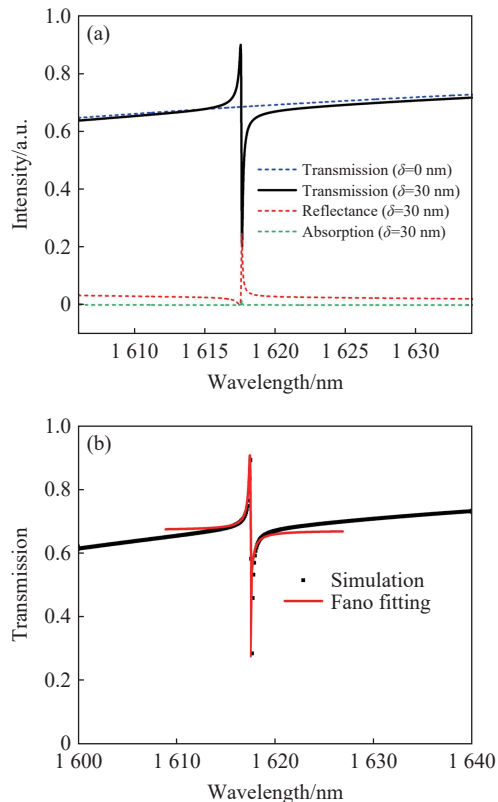 (a)
1.0
0.8
0.6
0.4
0.2
0
Intensity/a.u.
Transmission (δ=0 nm)
Transmission (δ=30 nm)
Reflectance (δ=30 nm)
Absorption (δ=30 nm)
1 610 1 615 1 620 1 625 1 630
Wavelength/nm
(b)
1.0
0.8
0.6
0.4
0.2
0
Transmission
Simulation
Fano fitting
1 600 1 610 1 620 1 630 1 640
Wavelength/nm